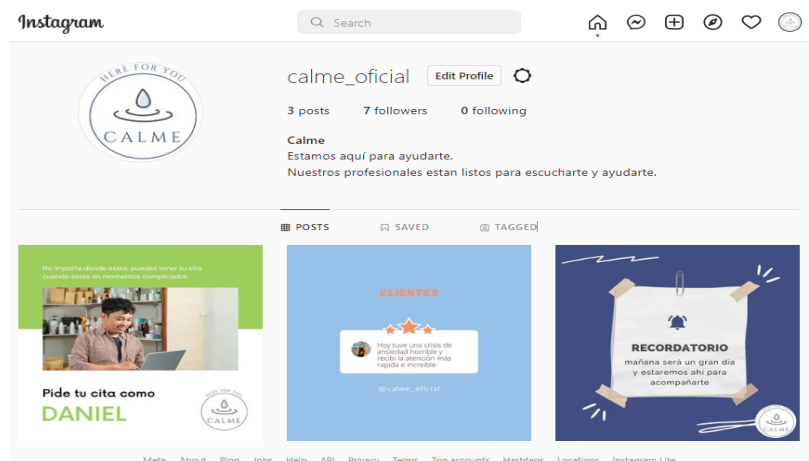 Instagram
Search
HERE FOR YOU
CALME
calme_oficial Edit Profile
3 posts 7 followers 0 following
Calme
Estamos aquí para ayudarte.
Nuestros profesionales estan listos para escucharte y ayudarte.
POSTS SAVED TAGGED
No importa donde estes, puedes tener tu cita
cuando estes en momentos complicados
Pide tu cita como
DANIEL
HERE FOR YOU
CALME
CLIENTES
Hoy tuve una crisis de
ansiedad horrible y
recibi la atención más
rapida e increible
@calme_oficial
RECORDATORIO
mañana será un gran día
y estaremos ahí para
acompañarte
CALME
Meta About Blog Jobs Help API Privacy Terms Top accounts Hashtags Locations Instagram Lite